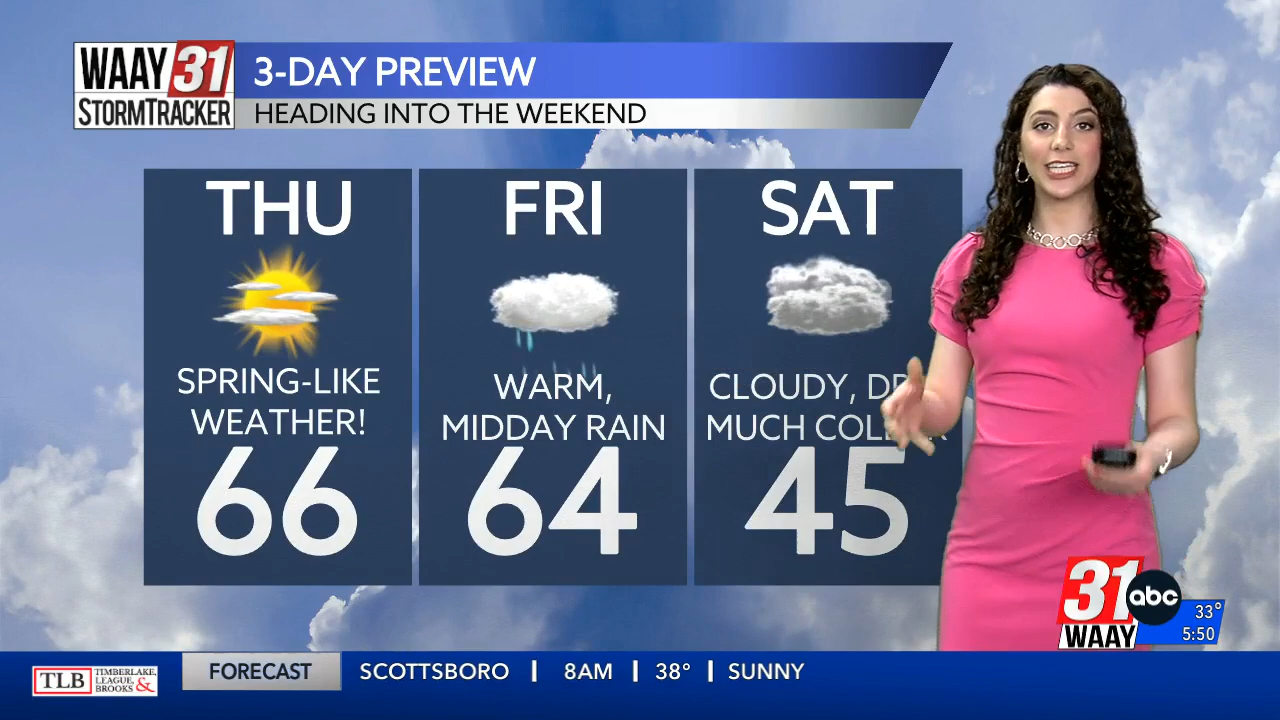 WAAY 31
STORMTRACKER
3-DAY PREVIEW
HEADING INTO THE WEEKEND
THU
FRI
SAT
SPRING-LIKE
WEATHER!
WARM,
MIDDAY RAIN
CLOUDY,
MUCH
66
64
45
31
abc
WAAY
33°
5:50
TLB TIMBERLAKE,
LEAGUE, &
BROOKS
FORECAST SCOTTSBORO | 8AM | 38° | SUNNY